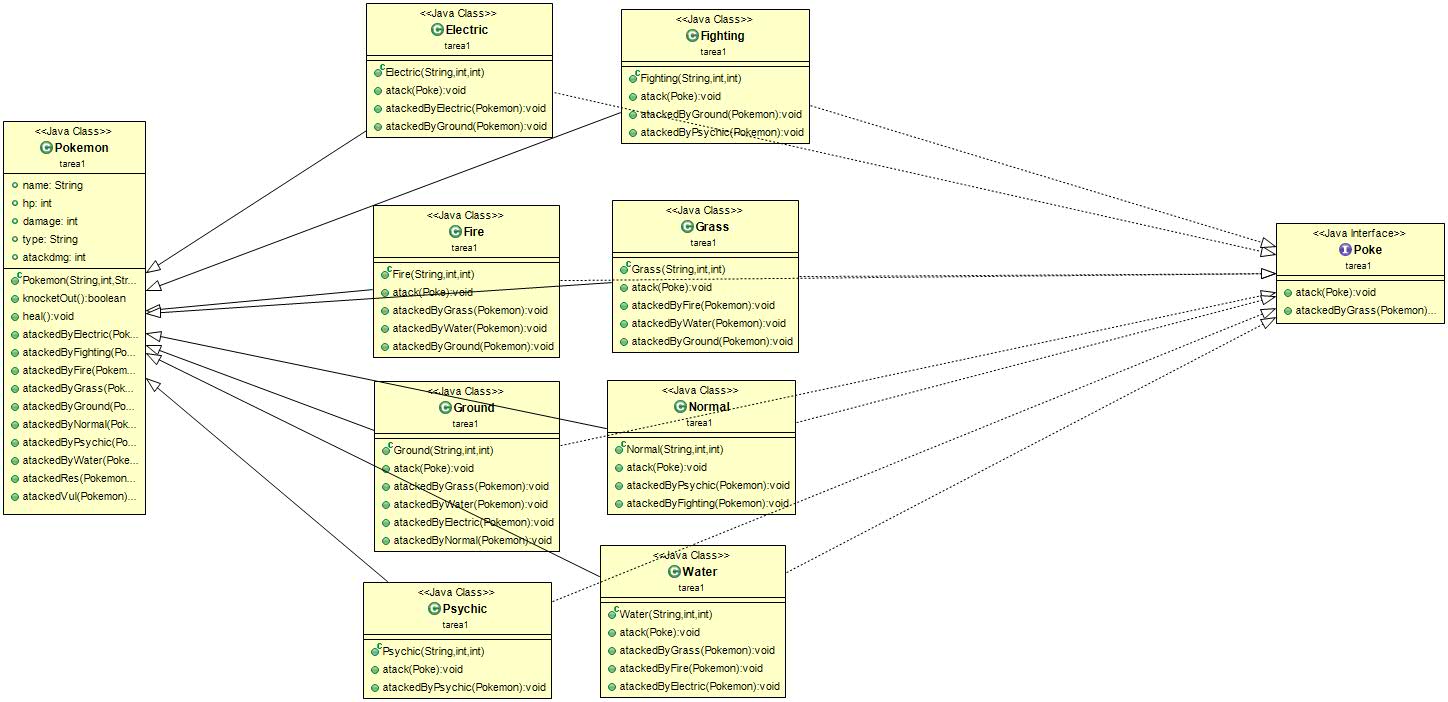 <<Java Class>>
Electric
tarea1
Electric(String,int,int)
atack(Poke):void
attackedByElectric(Pokemon):void
attackedByGround(Pokemon):void
<<Java Class>>
Fighting
tarea1
Fighting(String,int,int)
atack(Poke):void
atackedByGround(Pokemon):void
atackedByPsychic(Pokemon):void
<<Java Class>>
Pokemon
tarea1
name: String
hp: int
damage: int
type: String
atackdmg: int
Pokemon(String,int,Str...
knocketOut():boolean
heal():void
atackedByElectric(Pok...
atackedByFighting(Po...
atackedByFire(Pokem...
atackedByGrass(Pok...
atackedByGround(Po...
atackedByNormal(Pok...
atackedByPsychic(Po...
atackedByWater(Poke...
atackedRes(Pokemon...
atackedVul(Pokemon)...
<<Java Class>>
Fire
tarea1
Fire(String,int,int)
atack(Poke):void
atackedByGrass(Pokemon):void
atackedByWater(Pokemon):void
atackedByGround(Pokemon):void
<<Java Class>>
Grass
tarea1
Grass(String,int,int)
atack(Poke):void
atackedByFire(Pokemon):void
atackedByWater(Pokemon):void
atackedByGround(Pokemon):void
<<Java Interface>>
Poke
tarea1
atack(Poke):void
atackedByGrass(Pokemon)...
<<Java Class>>
Ground
tarea1
Ground(String,int,int)
atack(Poke):void
atackedByGrass(Pokemon):void
atackedByWater(Pokemon):void
atackedByElectric(Pokemon):void
atackedByNormal(Pokemon):void
<<Java Class>>
Normal
tarea1
Normal(String,int,int)
atack(Poke):void
atackedByPsychic(Pokemon):void
atackedByFighting(Pokemon):void
<<Java Class>>
Psychic
tarea1
Psychic(String,int,int)
atack(Poke):void
atackedByPsychic(Pokemon):void
<<Java Class>>
Water
tarea1
Water(String,int,int)
atack(Poke):void
atackedByGrass(Pokemon):void
atackedByFire(Pokemon):void
atackedByElectric(Pokemon):void